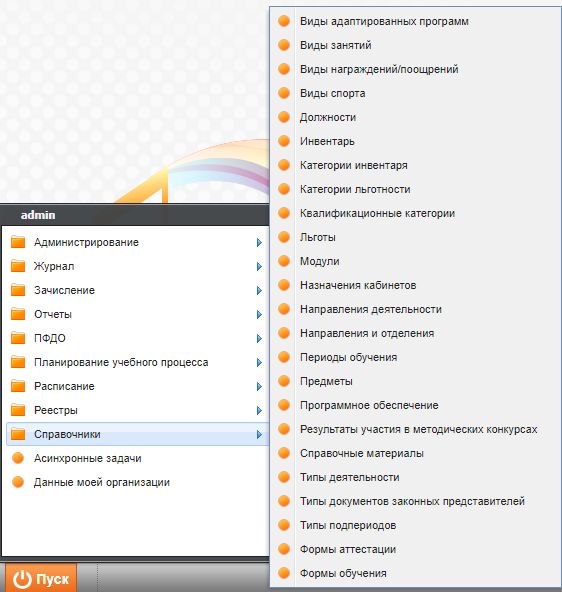 admin
Администрирование
Журнал
Зачисление
Отчеты
ПФДО
Планирование учебного процесса
Расписание
Реестры
Справочники
Асинхронные задачи
Данные моей организации
Пуск
Виды адаптированных программ
Виды занятий
Виды награждений/поощрений
Виды спорта
Должности
Инвентарь
Категории инвентаря
Категории льготности
Квалификационные категории
Льготы
Модули
Назначения кабинетов
Направления деятельности
Направления и отделения
Периоды обучения
Предметы
Программное обеспечение
Результаты участия в методических конкурсах
Справочные материалы
Типы деятельности
Типы документов законных представителей
Типы подпериодов
Формы аттестации
Формы обучения